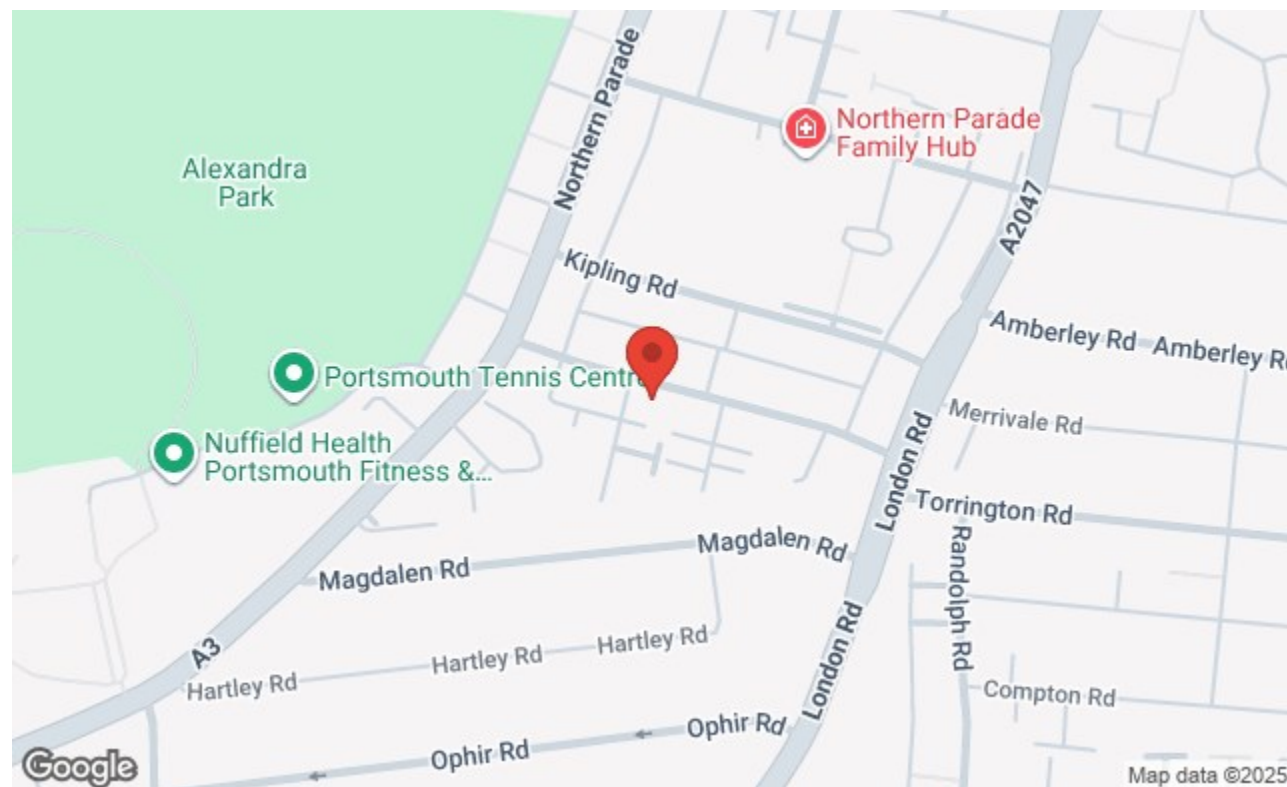 Northern Parade
Northern Parade
Family Hub
Alexandra
Park
A2047
Kipling Rd
Amberley Rd
Amberley
Portsmouth Tennis
Merrivale Rd
London Rd
Nuffield Health
Portsmouth Fitness &...
Torrington Rd
Randolph Rd
Magdalen Rd
Magdalen Rd
A3
Hartley Rd
Hartley Rd
Hartley Rd
London Rd
Compton Rd
Ophir Rd
Ophir Rd
Google
Map data ©2025